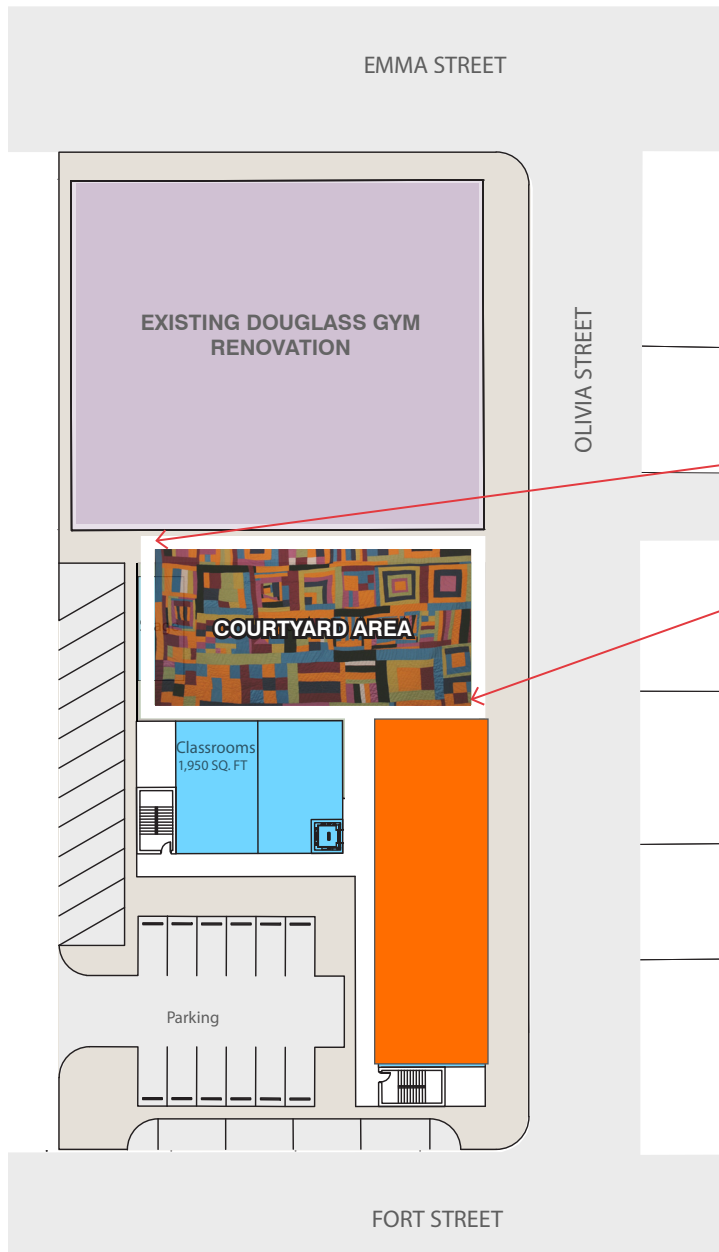 EMMA STREET
EXISTING DOUGLASS GYM
RENOVATION
OLIVIA STREET
COURTYARD AREA
Classrooms
1,950 SQ. FT
Parking
FORT STREET